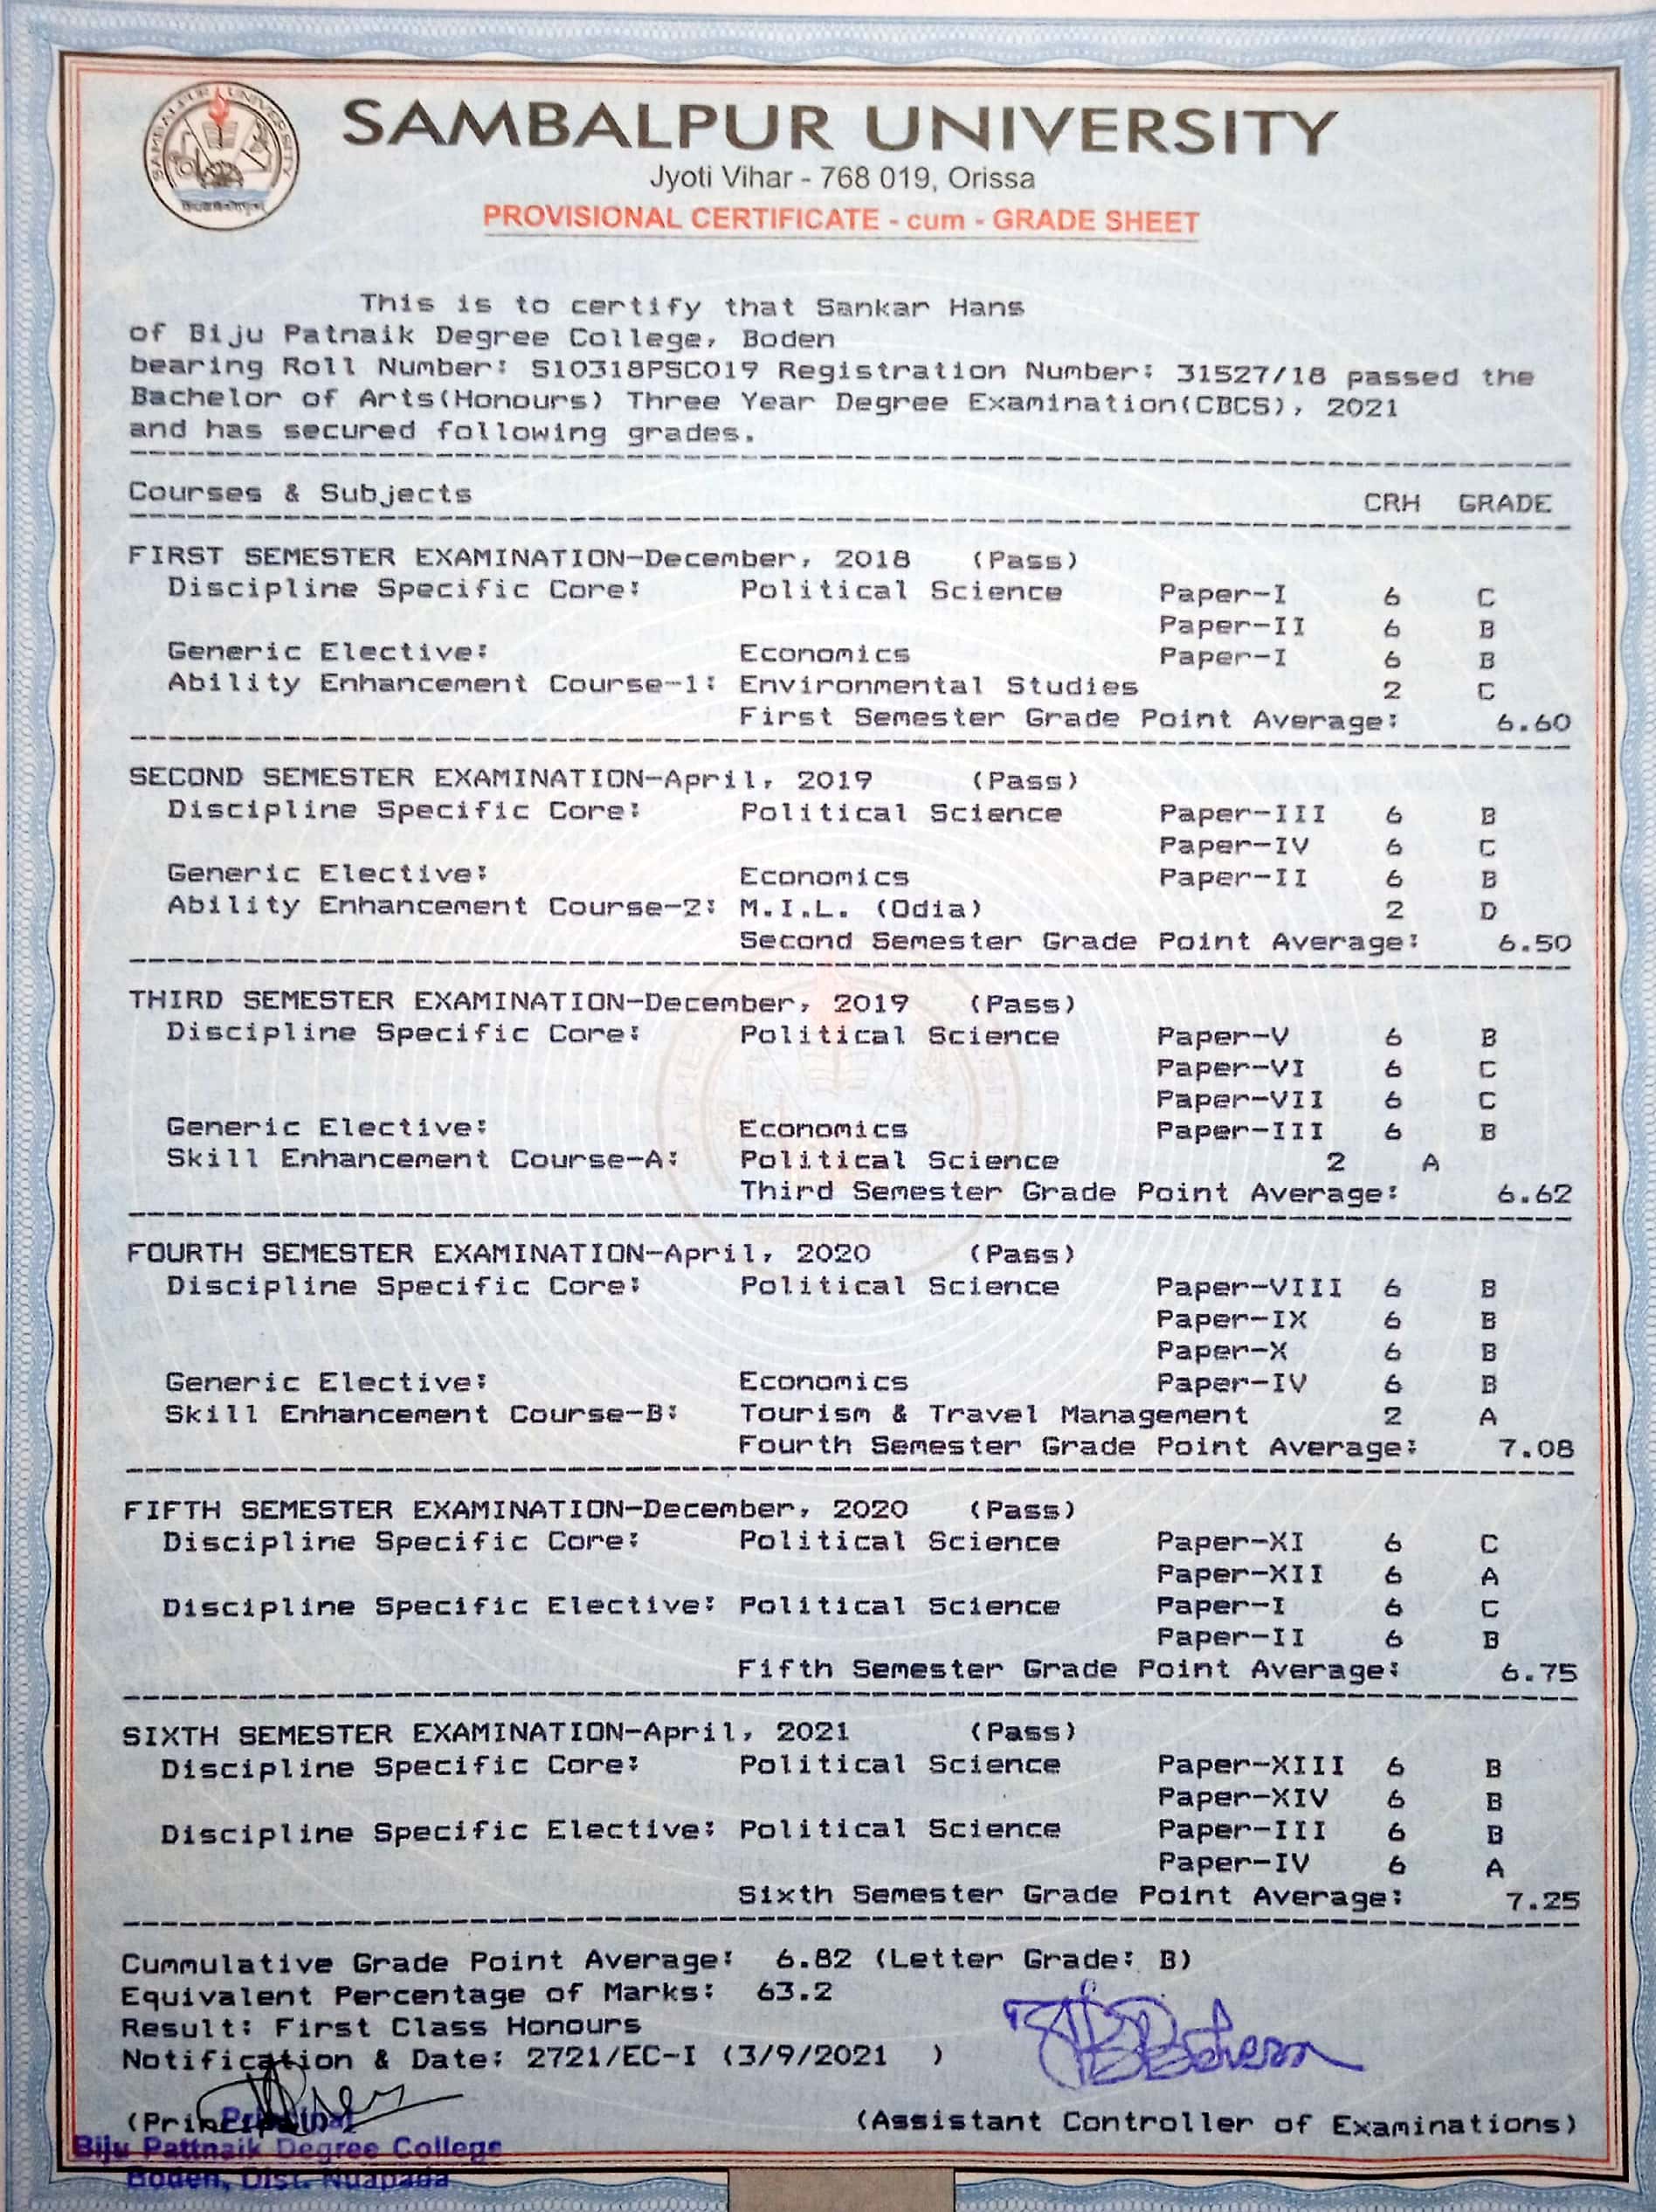 SAMBALPUR UNIVERSITY
SAMBALPUR UNIVERSITY
Jyoti Vihar - 768 019, Orissa
PROVISIONAL CERTIFICATE - cum - GRADE SHEET
This is to certify that Sankar Hans
of Biju Patnaik Degree College, Boden
bearing Roll Number: S10318PSC019 Registration Number: 31527/18 passed the
Bachelor of Arts(Honours) Three Year Degree Examination(CBCS), 2021
and has secured following grades.
Courses & Subjects CRH GRADE
FIRST SEMESTER EXAMINATION-December, 2018 (Pass)
Discipline Specific Core: Political Science Paper-I 6 C
Paper-II 6 B
Generic Elective: Economics Paper-I 6 B
Ability Enhancement Course-1: Environmental Studies 2 C
First Semester Grade Point Average: 6.60
SECOND SEMESTER EXAMINATION-April, 2019 (Pass)
Discipline Specific Core: Political Science Paper-III 6 B
Paper-IV 6 C
Generic Elective: Economics Paper-II 6 B
Ability Enhancement Course-2: M.I.L. (Odia) 2 D
Second Semester Grade Point Average: 6.50
THIRD SEMESTER EXAMINATION-December, 2019 (Pass)
Discipline Specific Core: Political Science Paper-V 6 B
Paper-VI 6 C
Paper-VII 6 C
Generic Elective: Economics Paper-III 6 B
Skill Enhancement Course-A: Political Science 2 A
Third Semester Grade Point Average: 6.62
FOURTH SEMESTER EXAMINATION-April, 2020 (Pass)
Discipline Specific Core: Political Science Paper-VIII 6 B
Paper-IX 6 B
Paper-X 6 B
Generic Elective: Economics Paper-IV 6 B
Skill Enhancement Course-B: Tourism & Travel Management 2 A
Fourth Semester Grade Point Average: 7.08
FIFTH SEMESTER EXAMINATION-December, 2020 (Pass)
Discipline Specific Core: Political Science Paper-XI 6 C
Paper-XII 6 A
Discipline Specific Elective: Political Science Paper-I 6 C
Paper-II 6 B
Fifth Semester Grade Point Average: 6.75
SIXTH SEMESTER EXAMINATION-April, 2021 (Pass)
Discipline Specific Core: Political Science Paper-XIII 6 B
Paper-XIV 6 B
Discipline Specific Elective: Political Science Paper-III 6 B
Paper-IV 6 A
Sixth Semester Grade Point Average: 7.25
Cummulative Grade Point Average: 6.82 (Letter Grade: B)
Equivalent Percentage of Marks: 63.2
Result: First Class Honours
Notification & Date: 2721/EC-I (3/9/2021 )
(Principal) (Assistant Controller of Examinations)
Principal
Biju Pattnaik Degree College
Boden, Dist. Nuapada